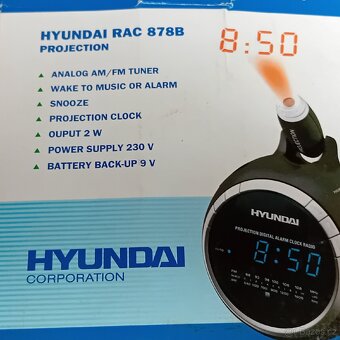 HYUNDAI RAC 878B
PROJECTION
8:50
ANALOG AM/FM TUNER
WAKE TO MUSIC OR ALARM
SNOOZE
PROJECTION CLOCK
OUPUT 2 W
POWER SUPPLY 230 V
BATTERY BACK-UP 9 V
PROJECTION
HYUNDAI
PROJECTION DIGITAL ALARM CLOCK RADIO
8:50
HYUNDAI
CORPORATION